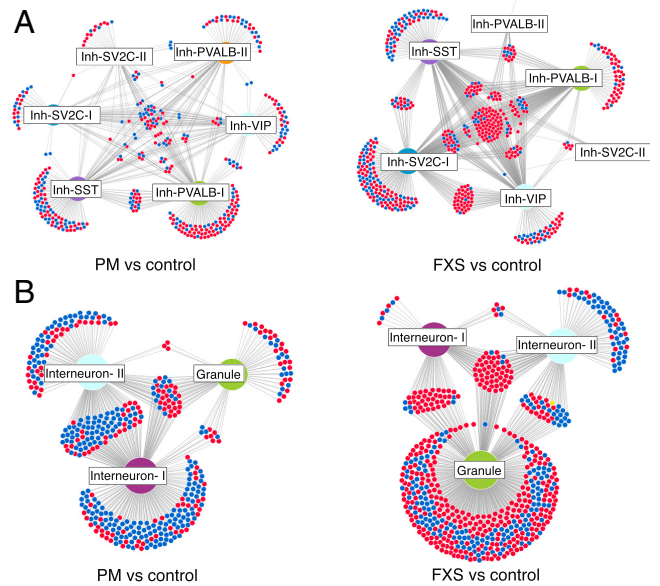 A
Inh-SV2C-II
Inh-PVALB-II
Inh-SV2C-I
Inh-VIP
Inh-SST
Inh-PVALB-I
PM vs control
Inh-PVALB-II
Inh-SST
Inh-PVALB-I
Inh-SV2C-II
Inh-SV2C-I
Inh-VIP
FXS vs control
B
Interneuron- II
Granule
Interneuron- I
PM vs control
Interneuron- I
Interneuron- II
Granule
FXS vs control